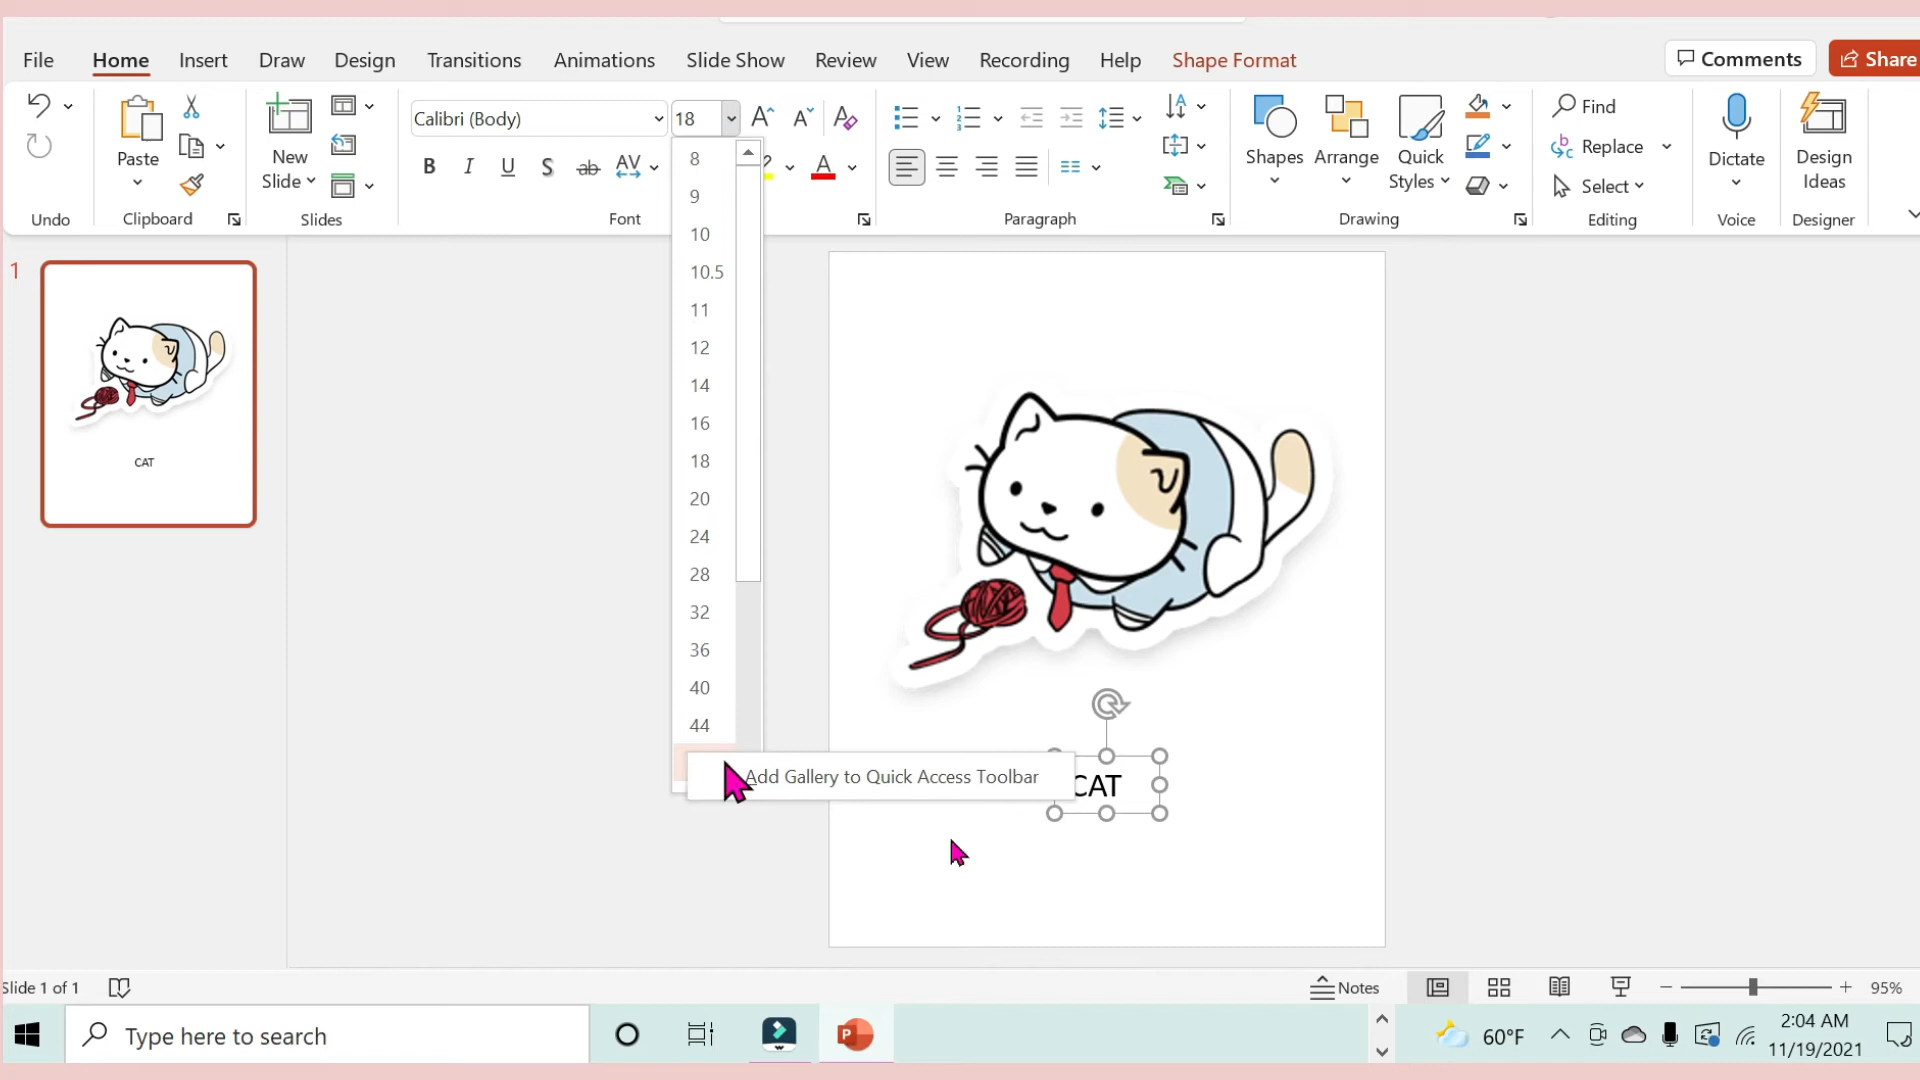 File Home Insert Draw Design Transitions Animations Slide Show Review View Recording Help Shape Format Comments Share
Calibri (Body) 18
Paste
New
Slide
B I U S ab AV A
Undo Clipboard Slides Font
8
9
10
10.5
11
12
14
16
18
20
24
28
32
36
40
44
Add Gallery to Quick Access Toolbar
Paragraph
Shapes Arrange Quick
Styles
Drawing
Find
Replace
Select
Editing
Dictate
Voice
Design
Ideas
Designer
1
CAT
CAT
Slide 1 of 1
Notes
95%
Type here to search
P
60°F
2:04 AM
11/19/2021